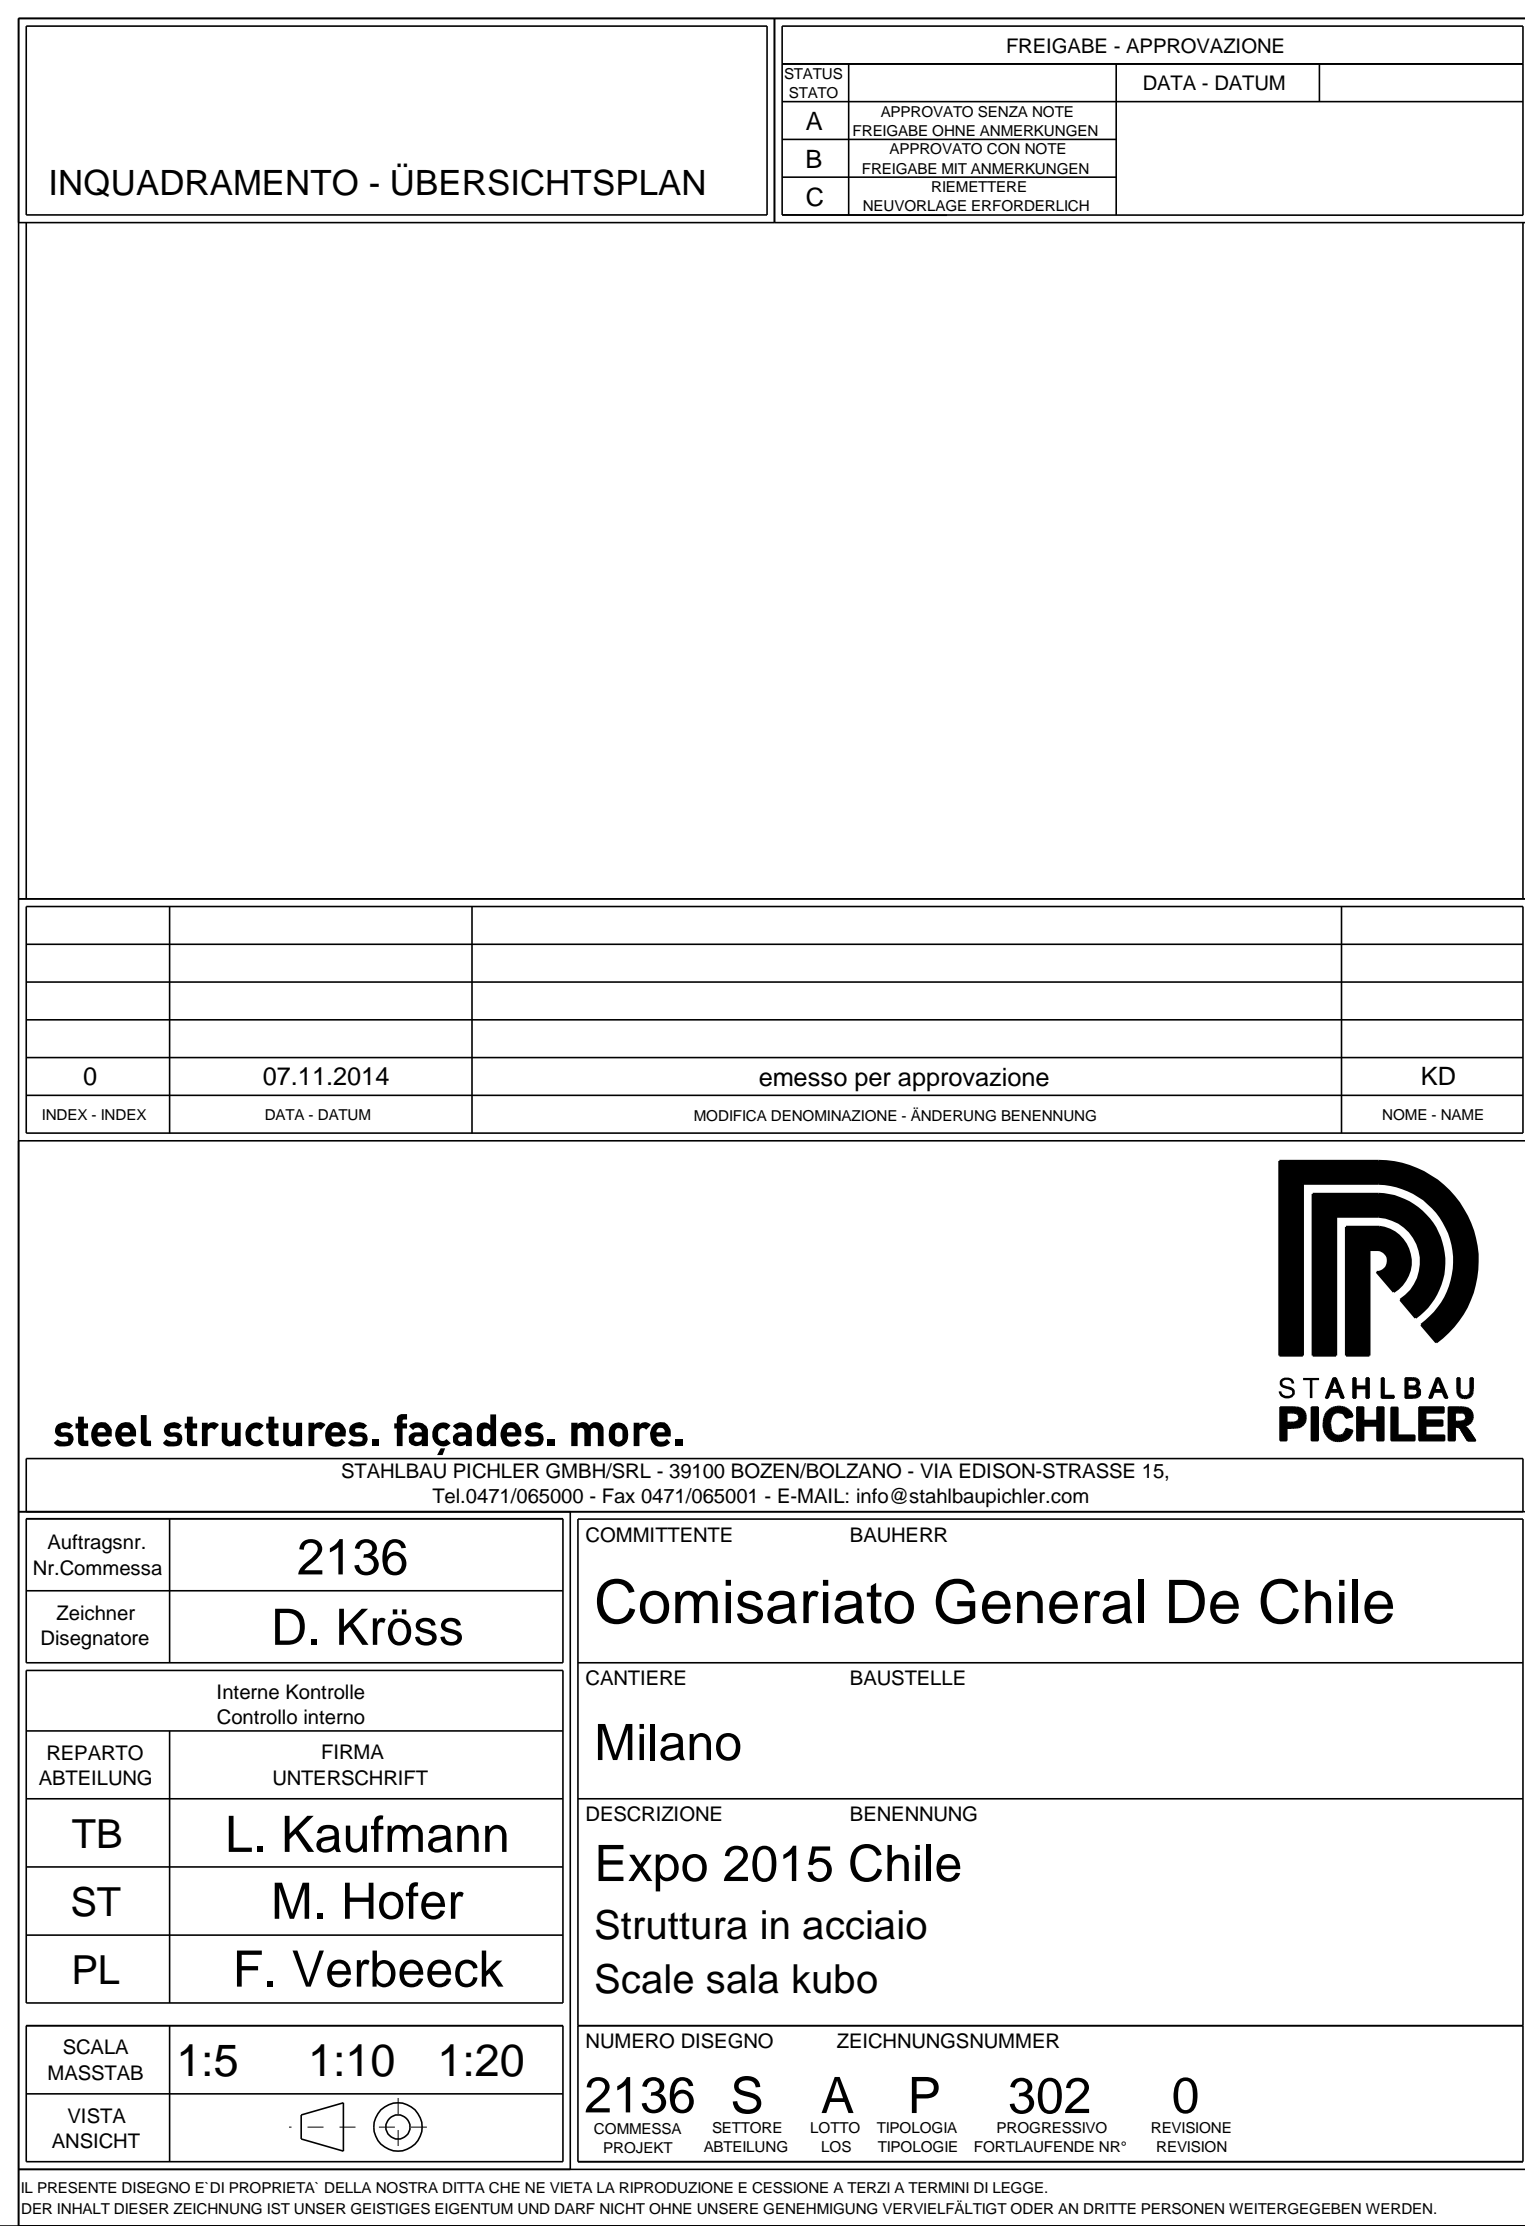 INQUADRAMENTO - ÜBERSICHTSPLAN
FREIGABE - APPROVAZIONE
STATUS
STATO
DATA - DATUM
A
APPROVATO SENZA NOTE
FREIGABE OHNE ANMERKUNGEN
B
APPROVATO CON NOTE
FREIGABE MIT ANMERKUNGEN
C
RIEMETTERE
NEUVORLAGE ERFORDERLICH
0 07.11.2014 emesso per approvazione KD
INDEX - INDEX DATA - DATUM MODIFICA DENOMINAZIONE - ÄNDERUNG BENENNUNG NOME - NAME
STAHLBAU
PICHLER
steel structures. façades. more.
STAHLBAU PICHLER GMBH/SRL - 39100 BOZEN/BOLZANO - VIA EDISON-STRASSE 15,
Tel.0471/065000 - Fax 0471/065001 - E-MAIL: info@stahlbaupichler.com
Auftragsnr.
Nr.Commessa
2136
Zeichner
Disegnatore
D. Kröss
Interne Kontrolle
Controllo interno
REPARTO
ABTEILUNG
FIRMA
UNTERSCHRIFT
TB L. Kaufmann
ST M. Hofer
PL F. Verbeeck
SCALA
MASSTAB
1:5 1:10 1:20
VISTA
ANSICHT
COMMITTENTE BAUHERR
Comisariato General De Chile
CANTIERE BAUSTELLE
Milano
DESCRIZIONE BENENNUNG
Expo 2015 Chile
Struttura in acciaio
Scale sala kubo
NUMERO DISEGNO ZEICHNUNGSNUMMER
2136 S A P 302 0
COMMESSA SETTORE LOTTO TIPOLOGIA PROGRESSIVO REVISIONE
PROJEKT ABTEILUNG LOS TIPOLOGIE FORTLAUFENDE NR° REVISION
IL PRESENTE DISEGNO E`DI PROPRIETA` DELLA NOSTRA DITTA CHE NE VIETA LA RIPRODUZIONE E CESSIONE A TERZI A TERMINI DI LEGGE.
DER INHALT DIESER ZEICHNUNG IST UNSER GEISTIGES EIGENTUM UND DARF NICHT OHNE UNSERE GENEHMIGUNG VERVIELFÄLTIGT ODER AN DRITTE PERSONEN WEITERGEGEBEN WERDEN.